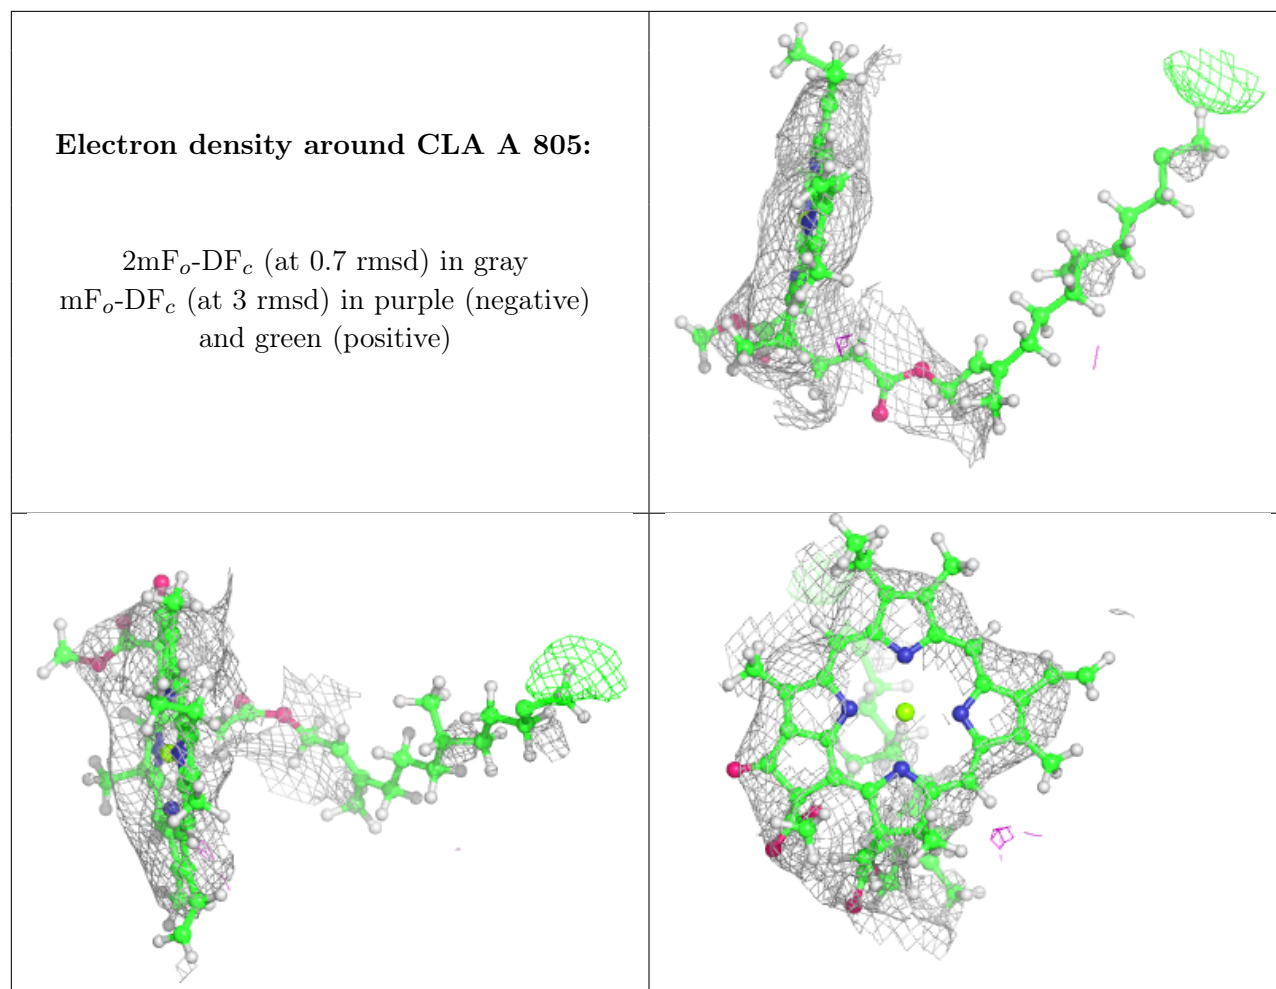 Electron density around CLA A 805:
2mFo-DFc (at 0.7 rmsd) in gray
mFo-DFc (at 3 rmsd) in purple (negative)
and green (positive)